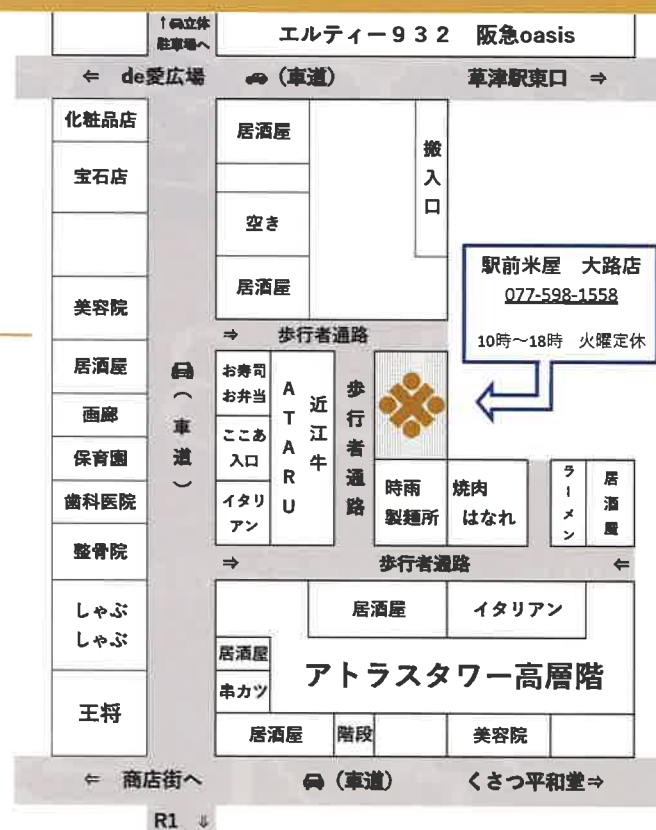 ↑🚗立体
駐車場へ
エルティー９３２ 阪急oasis
⇐ de愛広場 🚗（車道） 草津駅東口 ⇒
化粧品店
宝石店
美容院
居酒屋
画廊
保育園
歯科医院
整骨院
しゃぶ
しゃぶ
王将
🚗（車道）
居酒屋
空き
居酒屋
搬入口
駅前米屋 大路店
077-598-1558
10時～18時 火曜定休
⇒ 歩行者通路
お寿司
お弁当
ここあ
入口
イタリ
アン
ATARU
近江牛
歩行者通路
時雨
製麺所
焼肉
はなれ
ラーメン
居酒屋
⇒ 歩行者通路 ⇐
居酒屋
イタリアン
居酒屋
串カツ
アトラスタワー高層階
居酒屋
階段
美容院
⇐ 商店街へ 🚗（車道） くさつ平和堂⇒
R1 ⇓